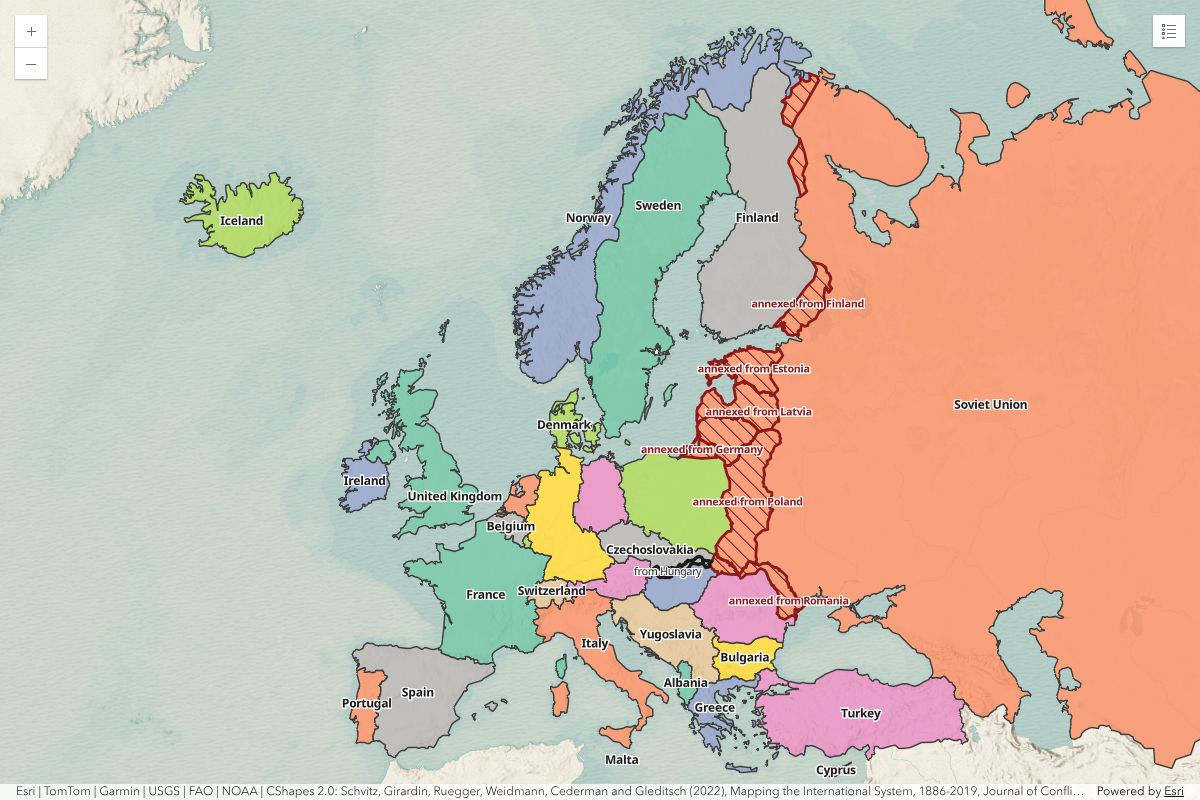 +
−
Iceland
Norway
Sweden
Finland
annexed from Finland
annexed from Estonia
Soviet Union
annexed from Latvia
Denmark
annexed from Germany
Ireland
United Kingdom
annexed from Poland
Belgium
Czechoslovakia
from Hungary
Switzerland
France
annexed from Romania
Yugoslavia
Italy
Bulgaria
Albania
Spain
Portugal
Greece
Turkey
Malta
Cyprus
Esri | TomTom | Garmin | USGS | FAO | NOAA | CShapes 2.0: Schvitz, Girardin, Ruegger, Weidmann, Cederman and Gleditsch (2022), Mapping the International System, 1886-2019, Journal of Confli... Powered by Esri